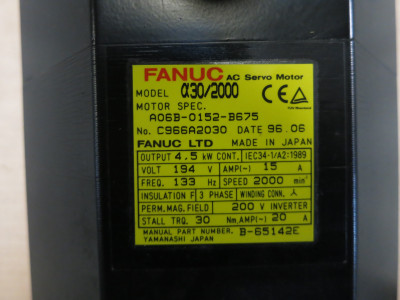 FANUC AC Servo Motor
MODEL α30/2000
MOTOR SPEC.
A06B-0152-B675
No. C966A2030 DATE 96.06
FANUC LTD MADE IN JAPAN
OUTPUT 4.5 kW CONT. IEC34-1/A2:1989
VOLT 194 V AMP(~) 15 A
FREQ. 133 Hz SPEED 2000 min⁻¹
INSULATION F 3 PHASE WINDING CONN. 人
PERM.MAG.FIELD 200 V INVERTER
STALL TRQ. 30 Nm,AMP(~) 20 A
MANUAL PART NUMBER. B-65142E
YAMANASHI JAPAN